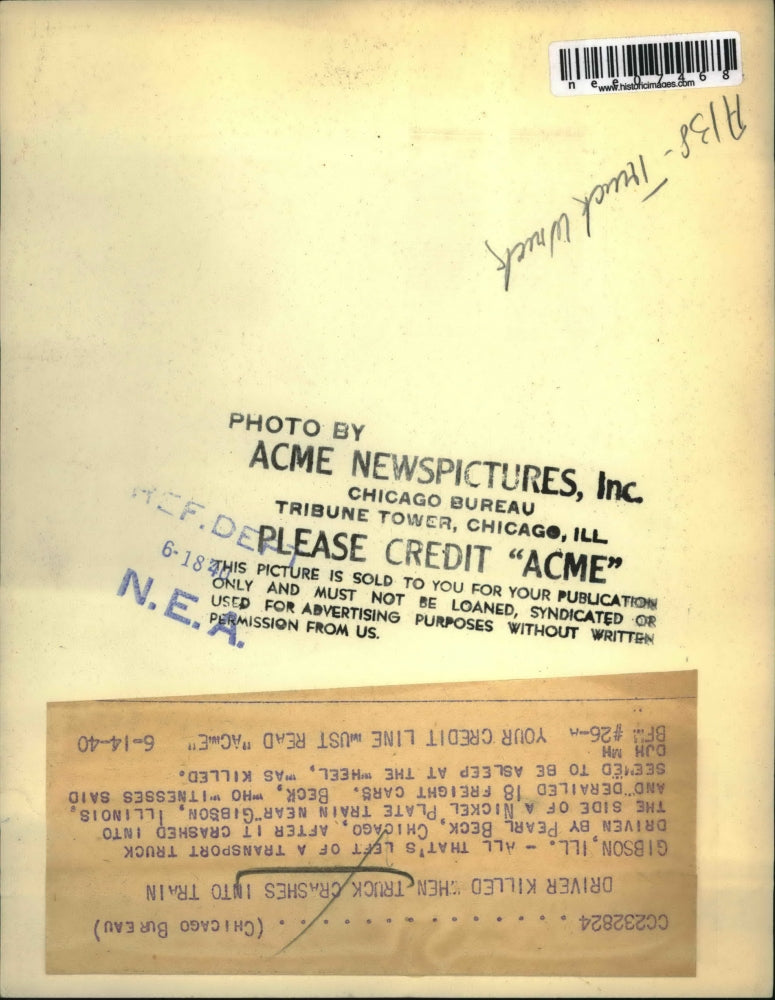 nee07468
www.historicimages.com
A138 - Truck Wreck
PHOTO BY
ACME NEWSPICTURES, Inc.
CHICAGO BUREAU
TRIBUNE TOWER, CHICAGO, ILL.
PLEASE CREDIT "ACME"
THIS PICTURE IS SOLD TO YOU FOR YOUR PUBLICATION
ONLY AND MUST NOT BE LOANED, SYNDICATED OR
USED FOR ADVERTISING PURPOSES WITHOUT WRITTEN
PERMISSION FROM US.
REF. DEPT
6-18 40
N. E. A.
CC232824 . . . . . . . . . . . . . . (CHICAGO BUREAU)
DRIVER KILLED WHEN TRUCK CRASHES INTO TRAIN
GIBSON, ILL. - ALL THAT'S LEFT OF A TRANSPORT TRUCK
DRIVEN BY PEARL BECK, CHICAGO, AFTER IT CRASHED INTO
THE SIDE OF A NICKEL PLATE TRAIN NEAR GIBSON, ILLINOIS,
AND DERAILED 18 FREIGHT CARS. BECK, WHO WITNESSES SAID
SEEMED TO BE ASLEEP AT THE WHEEL, WAS KILLED.
DJH MH
BFM #26-A YOUR CREDIT LINE MUST READ "ACME" 6-14-40